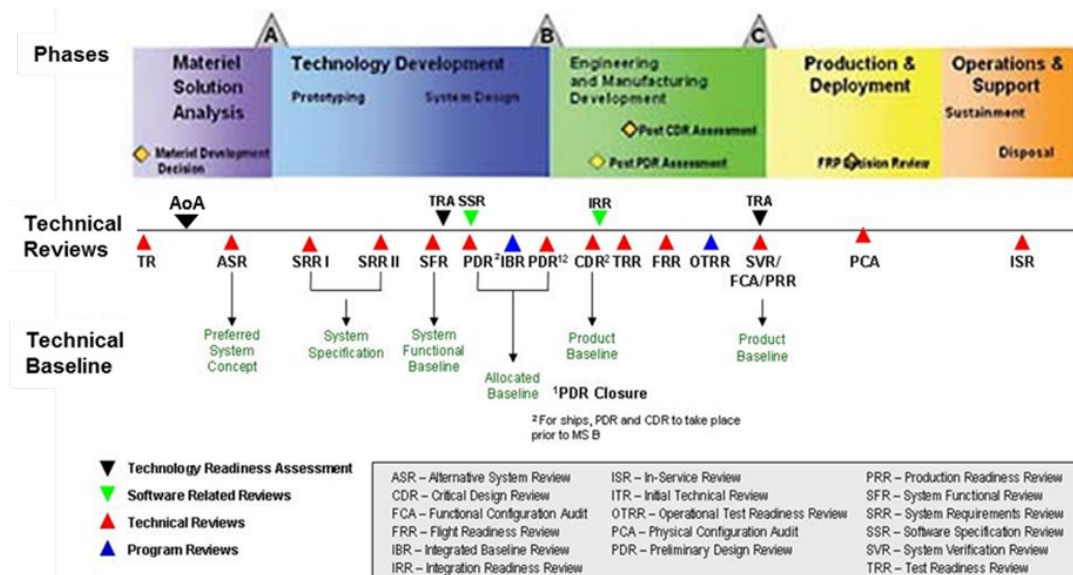 A
B
C
Phases
Materiel
Solution
Analysis
Materiel Development
Decision
Technology Development
Prototyping
System Design
Engineering
and Manufacturing
Development
Post CDR Assessment
Post PDR Assessment
Production &
Deployment
FRP Decision Review
Operations &
Support
Sustainment
Disposal
Technical
Reviews
AoA
TRA SSR
IRR
TRA
TR
ASR
SRR I
SRR II
SFR
PDR²
IBR
PDR¹²
CDR²
TRR
FRR
OTRR
SVR/
FCA/PRR
PCA
ISR
Technical
Baseline
Preferred
System
Concept
System
Specification
System
Functional
Baseline
Allocated
Baseline
Product
Baseline
Product
Baseline
¹PDR Closure
² For ships, PDR and CDR to take place
prior to MS B
Technology Readiness Assessment
Software Related Reviews
Technical Reviews
Program Reviews
ASR – Alternative System Review
CDR – Critical Design Review
FCA – Functional Configuration Audit
FRR – Flight Readiness Review
IBR – Integrated Baseline Review
IRR – Integration Readiness Review
ISR – In-Service Review
ITR – Initial Technical Review
OTRR – Operational Test Readiness Review
PCA – Physical Configuration Audit
PDR – Preliminary Design Review
PRR – Production Readiness Review
SFR – System Functional Review
SRR – System Requirements Review
SSR – Software Specification Review
SVR – System Verification Review
TRR – Test Readiness Review